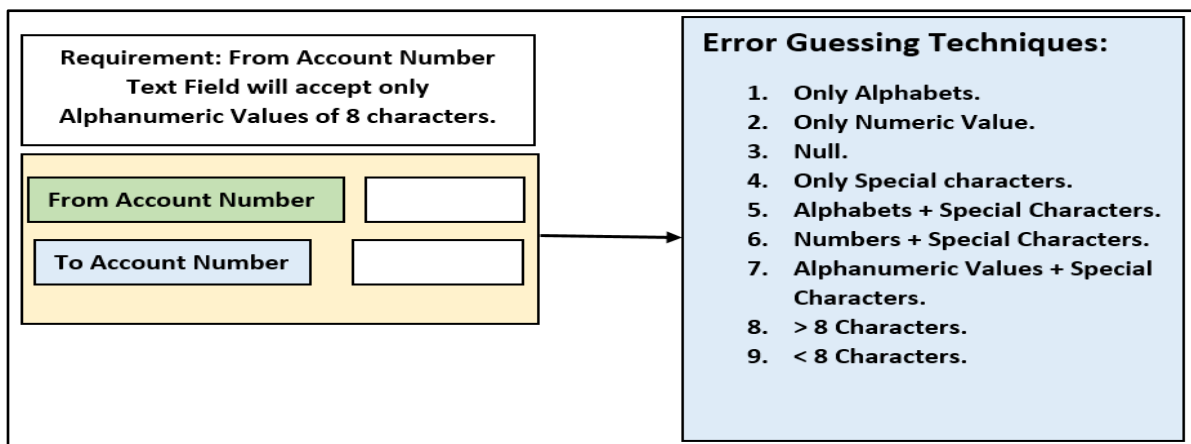 Requirement: From Account Number
Text Field will accept only
Alphanumeric Values of 8 characters.
From Account Number
To Account Number
Error Guessing Techniques:
1. Only Alphabets.
2. Only Numeric Value.
3. Null.
4. Only Special characters.
5. Alphabets + Special Characters.
6. Numbers + Special Characters.
7. Alphanumeric Values + Special
Characters.
8. > 8 Characters.
9. < 8 Characters.